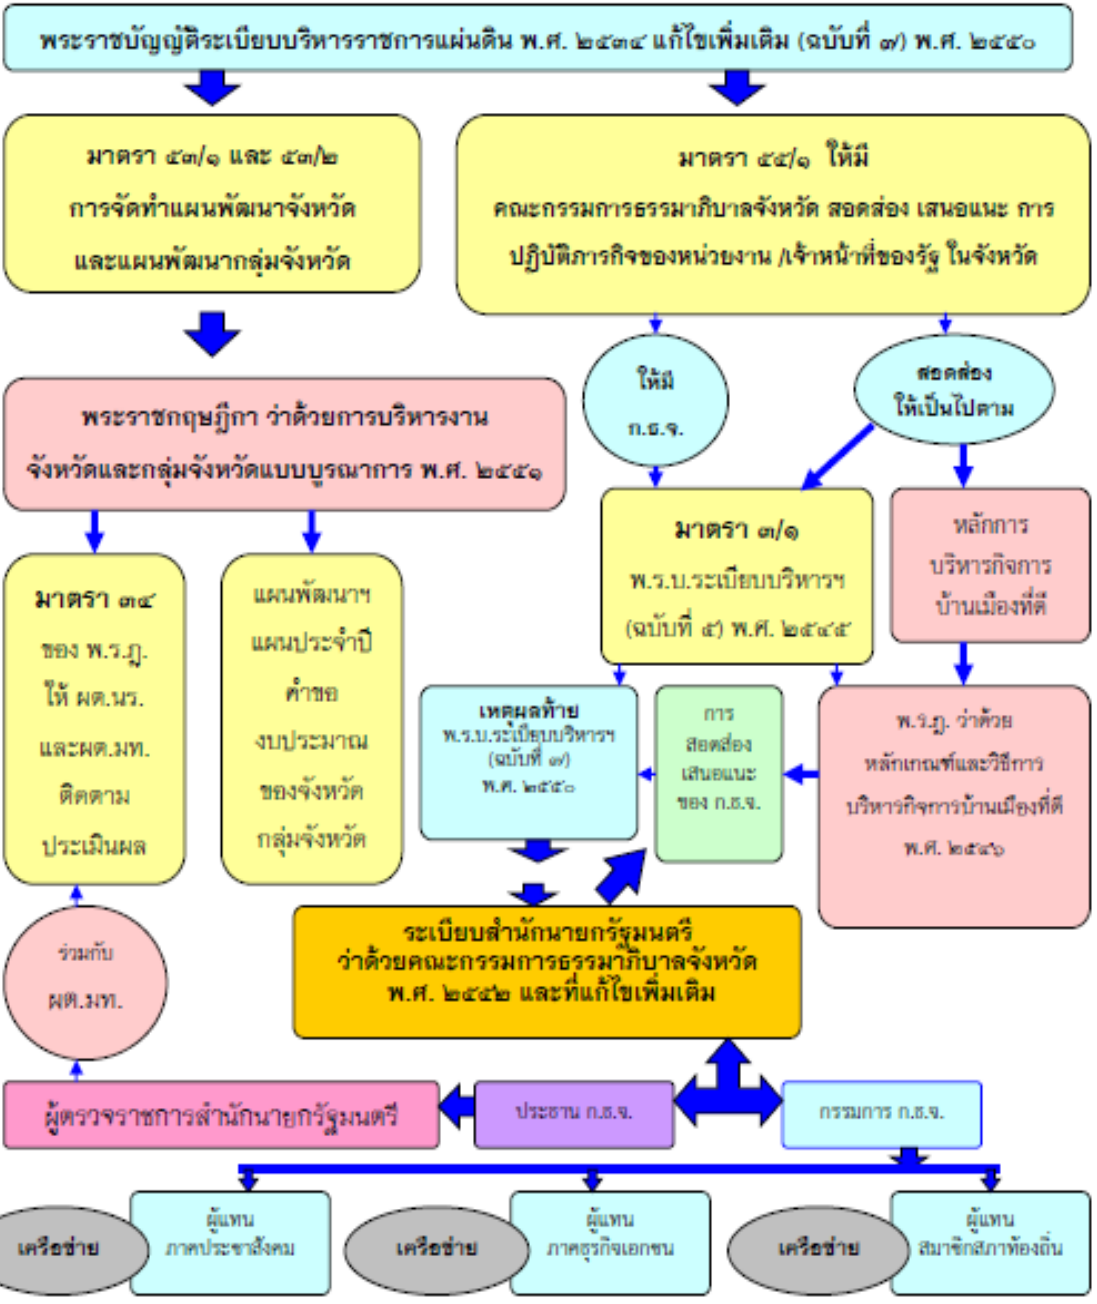 พระราชบัญญัติระเบียบบริหารราชการแผ่นดิน พ.ศ. ๒๕๓๔ แก้ไขเพิ่มเติม (ฉบับที่ ๗) พ.ศ. ๒๕๕๐
มาตรา ๕๓/๑ และ ๕๓/๒
การจัดทำแผนพัฒนาจังหวัด
และแผนพัฒนากลุ่มจังหวัด
มาตรา ๕๕/๑ ให้มี
คณะกรรมการธรรมาภิบาลจังหวัด สอดส่อง เสนอแนะ การ
ปฏิบัติภารกิจของหน่วยงาน /เจ้าหน้าที่ของรัฐ ในจังหวัด
ให้มี
ก.ธ.จ.
สอดส่อง
ให้เป็นไปตาม
พระราชกฤษฎีกา ว่าด้วยการบริหารงาน
จังหวัดและกลุ่มจังหวัดแบบบูรณาการ พ.ศ. ๒๕๕๑
มาตรา ๓/๑
พ.ร.บ.ระเบียบบริหารฯ
(ฉบับที่ ๕) พ.ศ. ๒๕๔๕
หลักการ
บริหารกิจการ
บ้านเมืองที่ดี
มาตรา ๓๔
ของ พ.ร.ฎ.
ให้ ผต.นร.
และผต.มท.
ติดตาม
ประเมินผล
แผนพัฒนาฯ
แผนประจำปี
คำขอ
งบประมาณ
ของจังหวัด
กลุ่มจังหวัด
เหตุผลท้าย
พ.ร.บ.ระเบียบบริหารฯ
(ฉบับที่ ๗)
พ.ศ. ๒๕๕๐
การ
สอดส่อง
เสนอแนะ
ของ ก.ธ.จ.
พ.ร.ฎ. ว่าด้วย
หลักเกณฑ์และวิธีการ
บริหารกิจการบ้านเมืองที่ดี
พ.ศ. ๒๕๔๖
ร่วมกับ
ผต.มท.
ระเบียบสำนักนายกรัฐมนตรี
ว่าด้วยคณะกรรมการธรรมาภิบาลจังหวัด
พ.ศ. ๒๕๕๒ และที่แก้ไขเพิ่มเติม
ผู้ตรวจราชการสำนักนายกรัฐมนตรี
ประธาน ก.ธ.จ.
กรรมการ ก.ธ.จ.
เครือข่าย
ผู้แทน
ภาคประชาสังคม
เครือข่าย
ผู้แทน
ภาคธุรกิจเอกชน
เครือข่าย
ผู้แทน
สมาชิกสภาท้องถิ่น